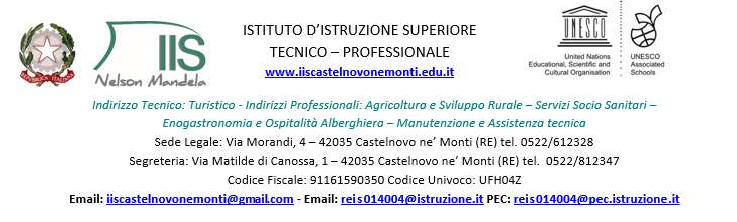 ISTITUTO D'ISTRUZIONE SUPERIORE
TECNICO – PROFESSIONALE
www.iiscastelnovonemonti.edu.it
IIS
Nelson Mandela
REPVBBLICA ITALIANA
UNESCO
United Nations
Educational, Scientific and
Cultural Organisation
UNESCO
Associated
Schools
Indirizzo Tecnico: Turistico - Indirizzi Professionali: Agricoltura e Sviluppo Rurale – Servizi Socio Sanitari –
Enogastronomia e Ospitalità Alberghiera – Manutenzione e Assistenza tecnica
Sede Legale: Via Morandi, 4 – 42035 Castelnovo ne' Monti (RE) tel. 0522/612328
Segreteria: Via Matilde di Canossa, 1 – 42035 Castelnovo ne' Monti (RE) tel. 0522/812347
Codice Fiscale: 91161590350 Codice Univoco: UFH04Z
Email: iiscastelnovonemonti@gmail.com - Email: reis014004@istruzione.it PEC: reis014004@pec.istruzione.it